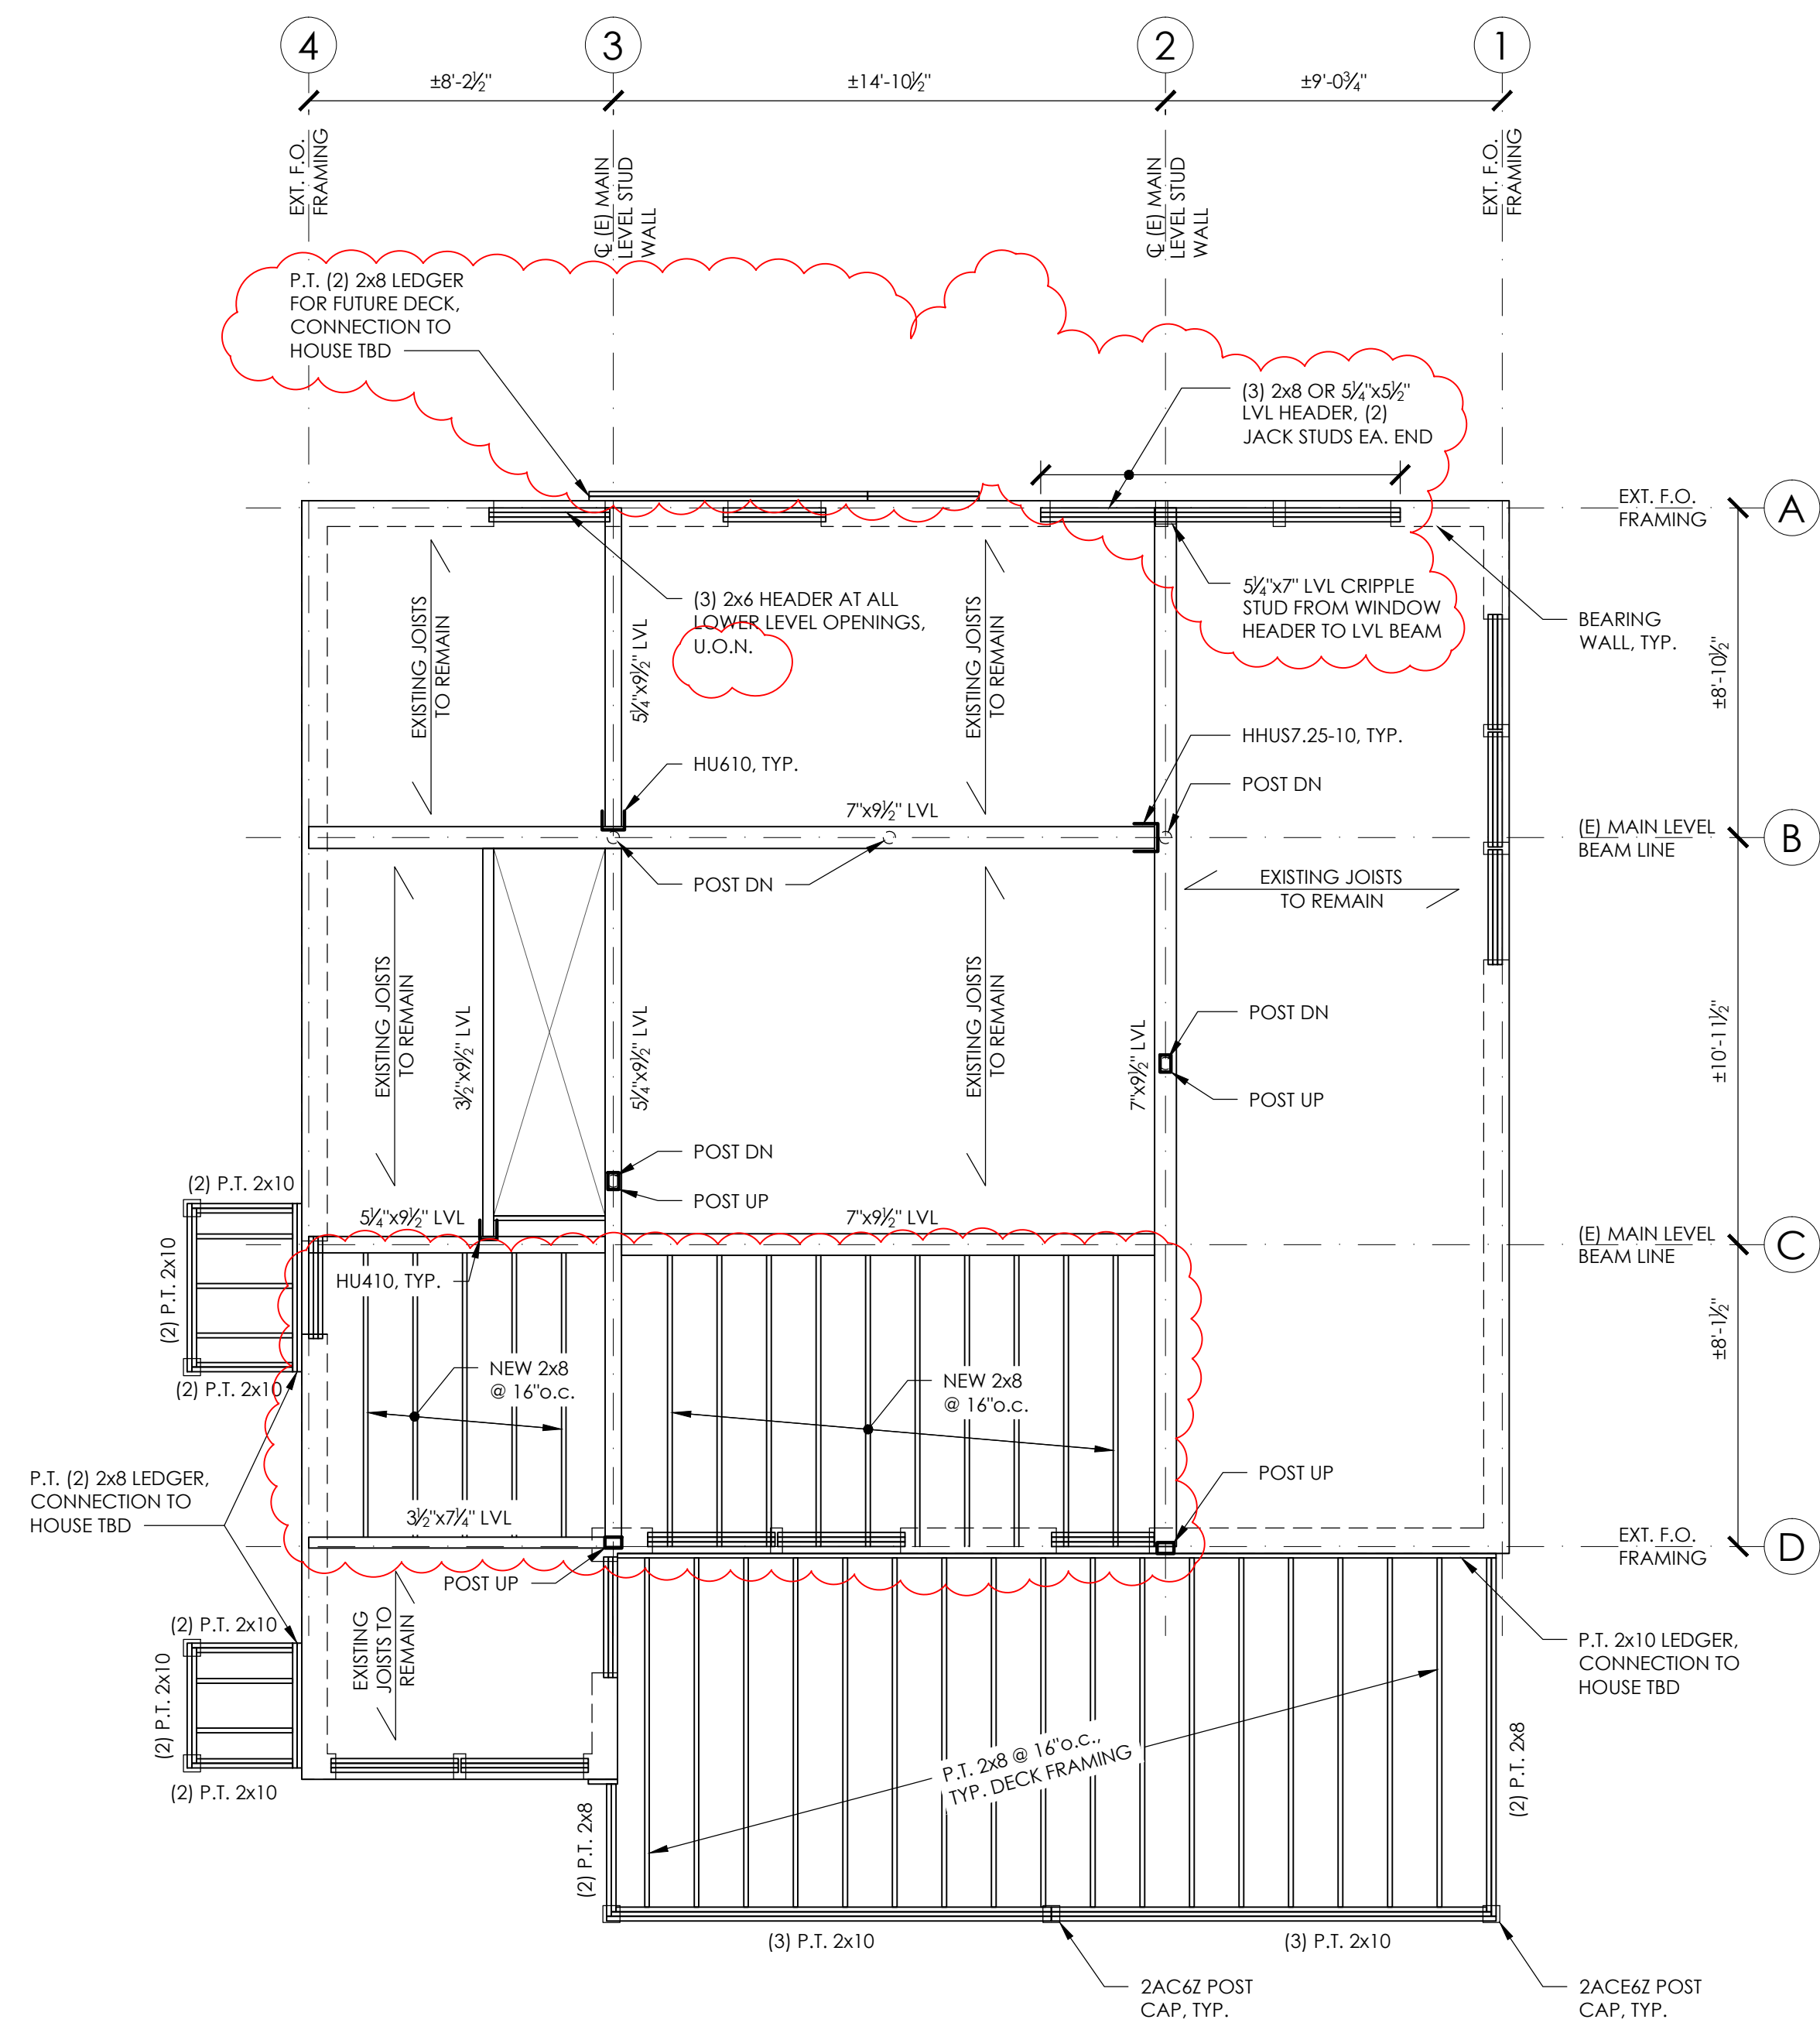 4
3
2
1
±8'-2½"
±14'-10½"
±9'-0¾"
EXT. F.O.
FRAMING
℄ (E) MAIN
LEVEL STUD
WALL
℄ (E) MAIN
LEVEL STUD
WALL
EXT. F.O.
FRAMING
P.T. (2) 2x8 LEDGER
FOR FUTURE DECK,
CONNECTION TO
HOUSE TBD
(3) 2x8 OR 5¼"x5½"
LVL HEADER, (2)
JACK STUDS EA. END
EXT. F.O.
FRAMING
A
5¼"x7" LVL CRIPPLE
STUD FROM WINDOW
HEADER TO LVL BEAM
BEARING
WALL, TYP.
(3) 2x6 HEADER AT ALL
LOWER LEVEL OPENINGS,
U.O.N.
EXISTING JOISTS
TO REMAIN
5¼"x9½" LVL
EXISTING JOISTS
TO REMAIN
±8'-10½"
HU610, TYP.
HHUS7.25-10, TYP.
POST DN
7"x9½" LVL
(E) MAIN LEVEL
BEAM LINE
B
POST DN
EXISTING JOISTS
TO REMAIN
EXISTING JOISTS
TO REMAIN
3½"x9½" LVL
5¼"x9½" LVL
EXISTING JOISTS
TO REMAIN
7"x9½" LVL
POST DN
POST UP
±10'-11½"
POST DN
POST UP
(2) P.T. 2x10
(2) P.T. 2x10
(2) P.T. 2x10
5¼"x9½" LVL
7"x9½" LVL
(E) MAIN LEVEL
BEAM LINE
C
HU410, TYP.
±8'-1½"
NEW 2x8
@ 16"o.c.
NEW 2x8
@ 16"o.c.
P.T. (2) 2x8 LEDGER,
CONNECTION TO
HOUSE TBD
3½"x7¼" LVL
POST UP
EXT. F.O.
FRAMING
D
POST UP
EXISTING
JOISTS TO
REMAIN
(2) P.T. 2x10
(2) P.T. 2x10
(2) P.T. 2x10
P.T. 2x10 LEDGER,
CONNECTION TO
HOUSE TBD
P.T. 2x8 @ 16"o.c.,
TYP. DECK FRAMING
(2) P.T. 2x8
(2) P.T. 2x8
(3) P.T. 2x10
(3) P.T. 2x10
2AC6Z POST
CAP, TYP.
2ACE6Z POST
CAP, TYP.